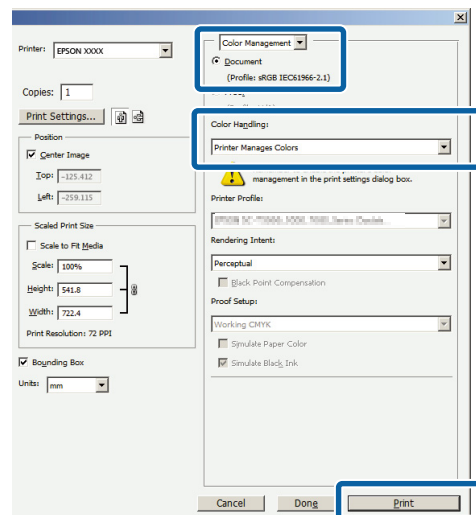 Printer:
EPSON XXXX
Copies:
1
Print Settings...
Position
Center Image
Top:
-125.412
Left:
-259.115
Scaled Print Size
Scale to Fit Media
Scale:
100%
Height:
541.8
Width:
722.4
Print Resolution: 72 PPI
Bounding Box
Units:
mm
Color Management
Document
(Profile: sRGB IEC61966-2.1)
Color Handling:
Printer Manages Colors
management in the print settings dialog box.
Printer Profile:
Rendering Intent:
Perceptual
Black Point Compensation
Proof Setup:
Working CMYK
Simulate Paper Color
Simulate Black Ink
Cancel
Done
Print